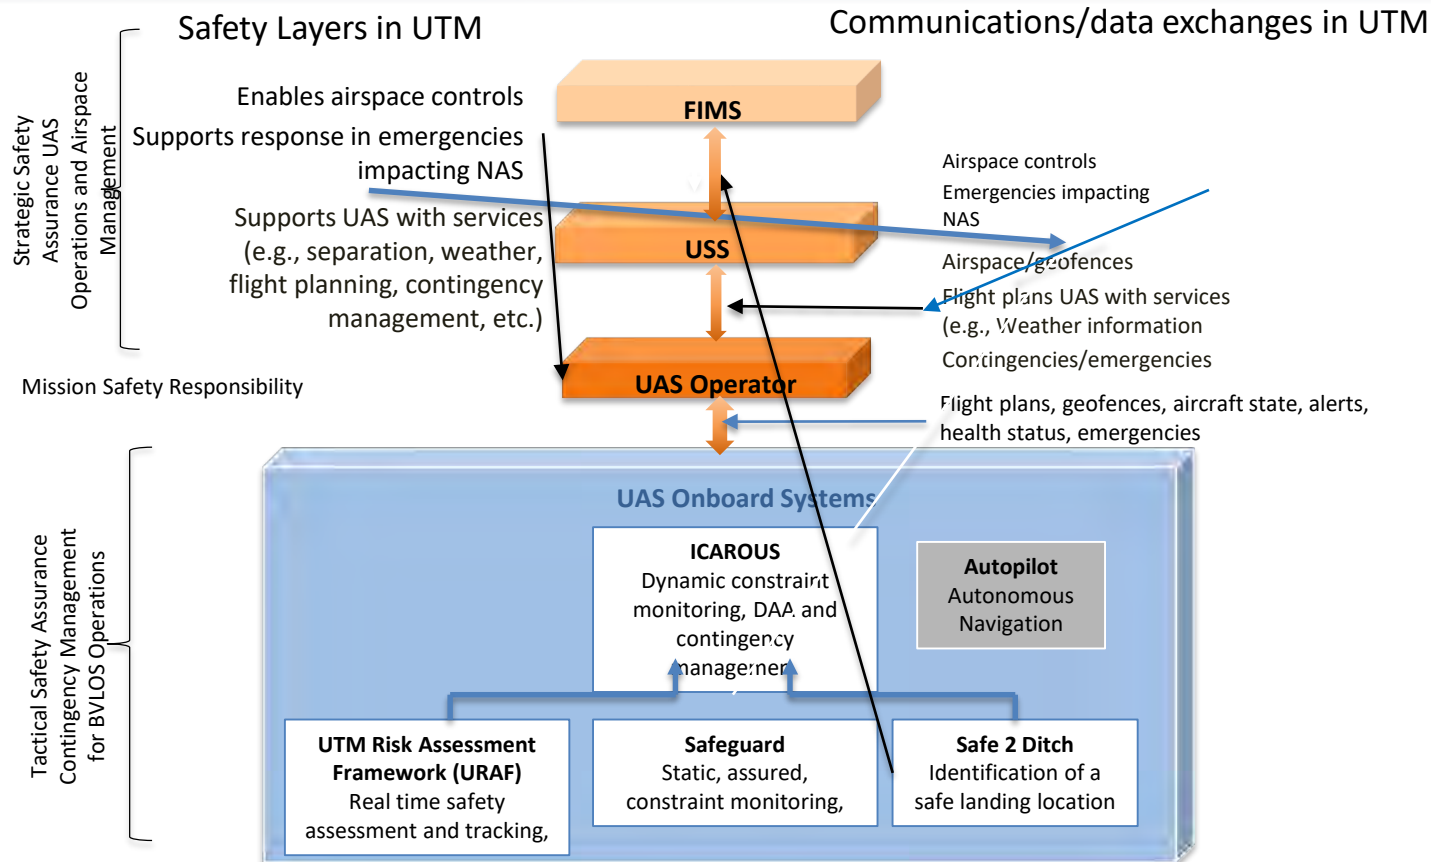 Safety Layers in UTM
Communications/data exchanges in UTM
Strategic Safety
Assurance UAS
Operations and Airspace
Management
Enables airspace controls
Supports response in emergencies
impacting NAS
Supports UAS with services
(e.g., separation, weather,
flight planning, contingency
management, etc.)
FIMS
USS
UAS Operator
Airspace controls
Emergencies impacting
NAS
Airspace/geofences
Flight plans UAS with services
(e.g., Weather information
Contingencies/emergencies
Mission Safety Responsibility
Flight plans, geofences, aircraft state, alerts,
health status, emergencies
Tactical Safety Assurance
Contingency Management
for BVLOS Operations
UAS Onboard Systems
ICAROUS
Dynamic constraint
monitoring, DAA and
contingency
management
Autopilot
Autonomous
Navigation
UTM Risk Assessment
Framework (URAF)
Real time safety
assessment and tracking,
Safeguard
Static, assured,
constraint monitoring,
Safe 2 Ditch
Identification of a
safe landing location